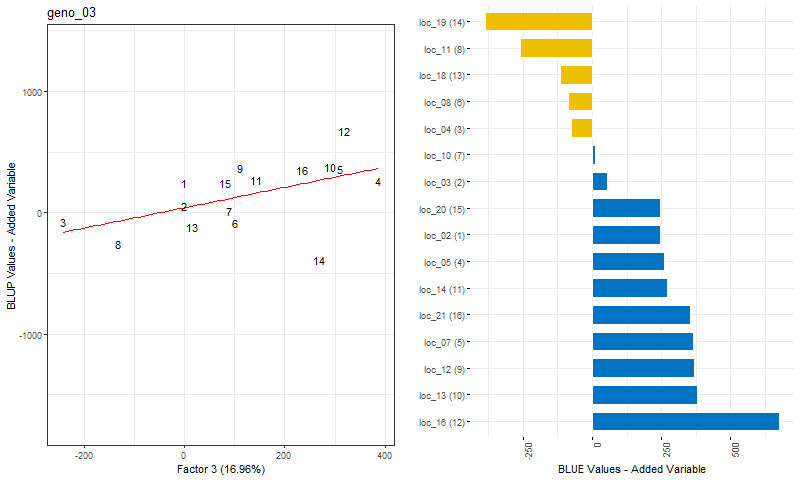 geno_03
BLUP Values - Added Variable
1000
0
-1000
12
9
10
16
5
4
1
15
11
2
7
6
13
3
8
14
-200
0
200
400
Factor 3 (16.96%)
loc_19 (14)
loc_11 (8)
loc_18 (13)
loc_08 (6)
loc_04 (3)
loc_10 (7)
loc_03 (2)
loc_20 (15)
loc_02 (1)
loc_05 (4)
loc_14 (11)
loc_21 (16)
loc_07 (5)
loc_12 (9)
loc_13 (10)
loc_16 (12)
-250
0
250
500
BLUE Values - Added Variable